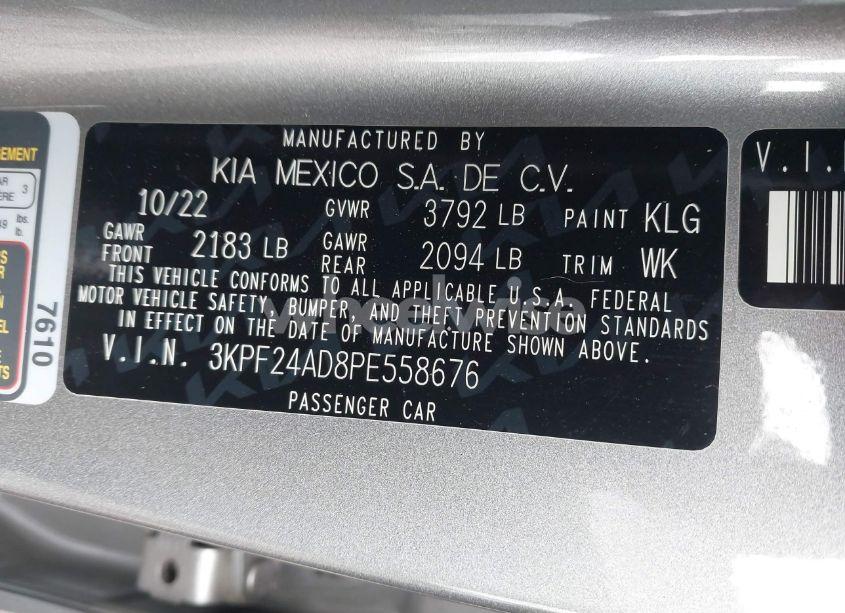 MANUFACTURED BY
KIA MEXICO S.A. DE C.V.
10/22 GVWR 3792 LB PAINT KLG
GAWR FRONT 2183 LB GAWR REAR 2094 LB TRIM WK
THIS VEHICLE CONFORMS TO ALL APPLICABLE U.S.A. FEDERAL
MOTOR VEHICLE SAFETY, BUMPER, AND THEFT PREVENTION STANDARDS
IN EFFECT ON THE DATE OF MANUFACTURE SHOWN ABOVE.
V.I.N. 3KPF24AD8PE558676
PASSENGER CAR
7610